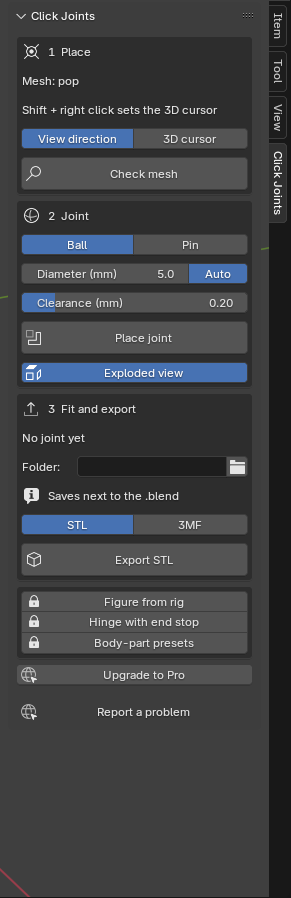 Click Joints
1 Place
Mesh: pop
Shift + right click sets the 3D cursor
View direction
3D cursor
Check mesh
2 Joint
Ball
Pin
Diameter (mm) 5.0
Auto
Clearance (mm) 0.20
Place joint
Exploded view
3 Fit and export
No joint yet
Folder:
Saves next to the .blend
STL
3MF
Export STL
Figure from rig
Hinge with end stop
Body-part presets
Upgrade to Pro
Report a problem
Item
Tool
View
Click Joints